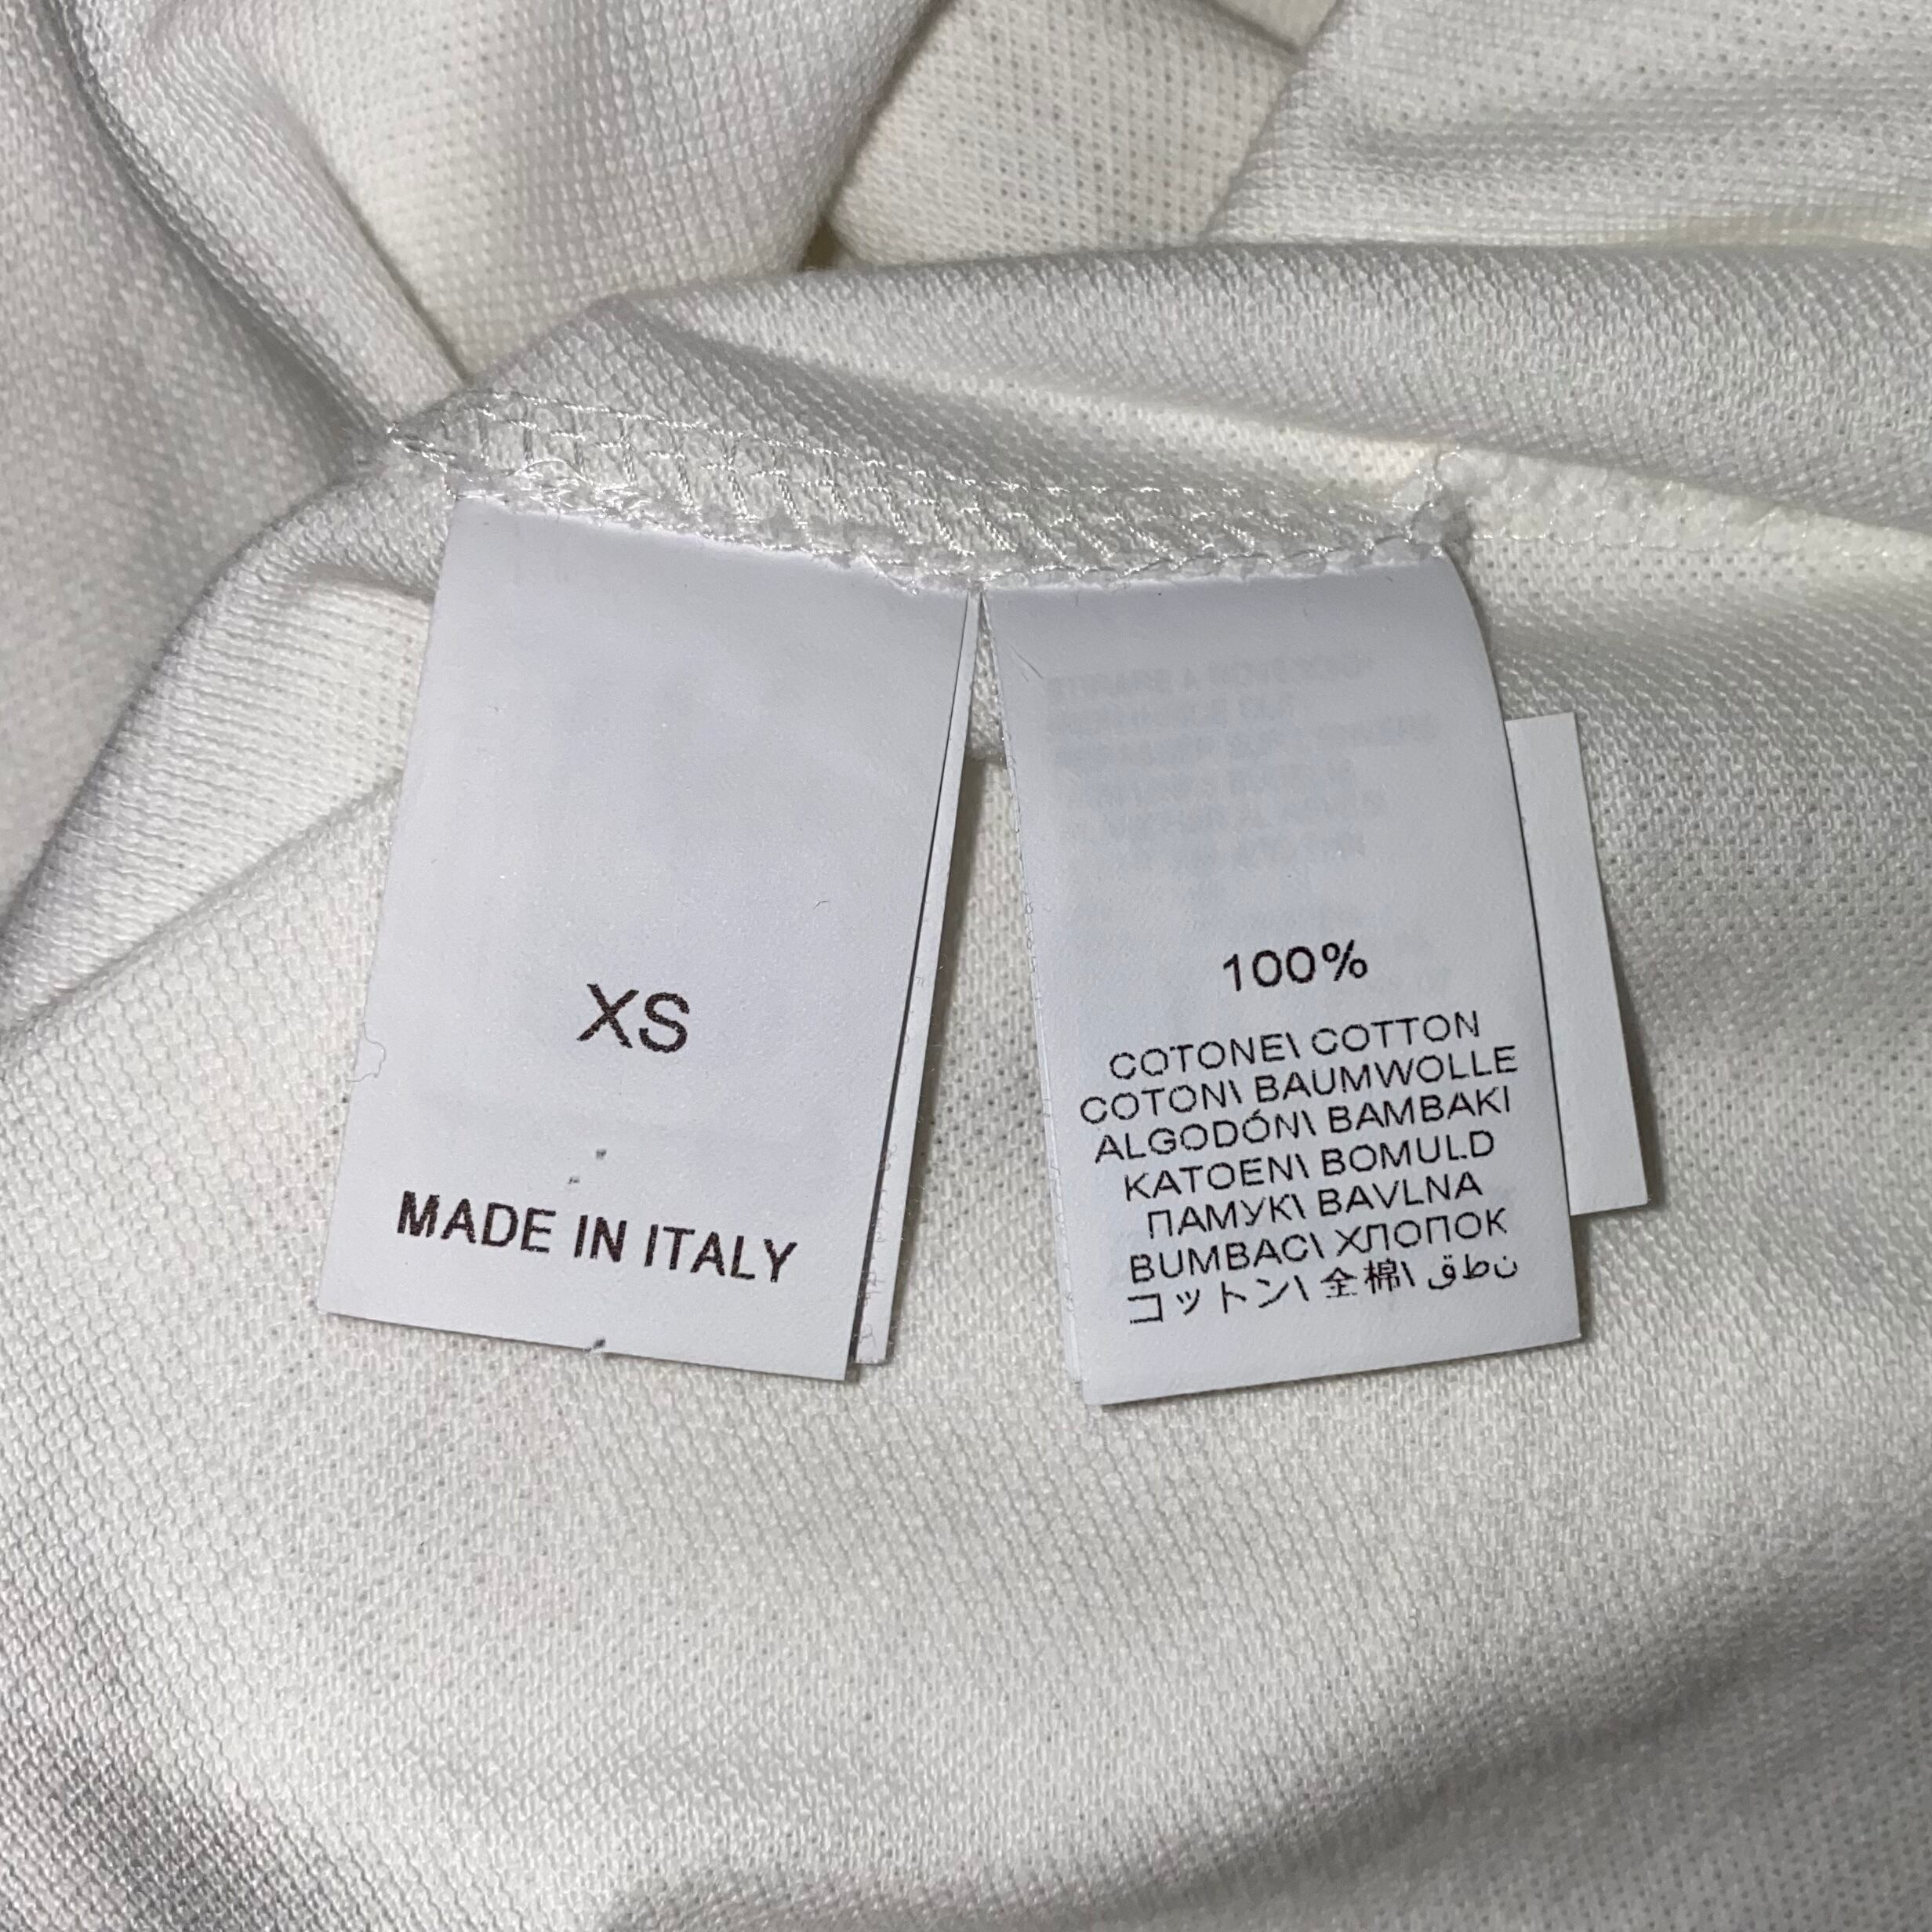 XS
MADE IN ITALY
100%
COTONE\ COTTON
COTON\ BAUMWOLLE
ALGODÓN\ BAMBAKI
KATOEN\ BOMULD
ПАМУК\ BAVLNA
BUMBAC\ ХЛОПОК
コットン\ 全棉\ قطن